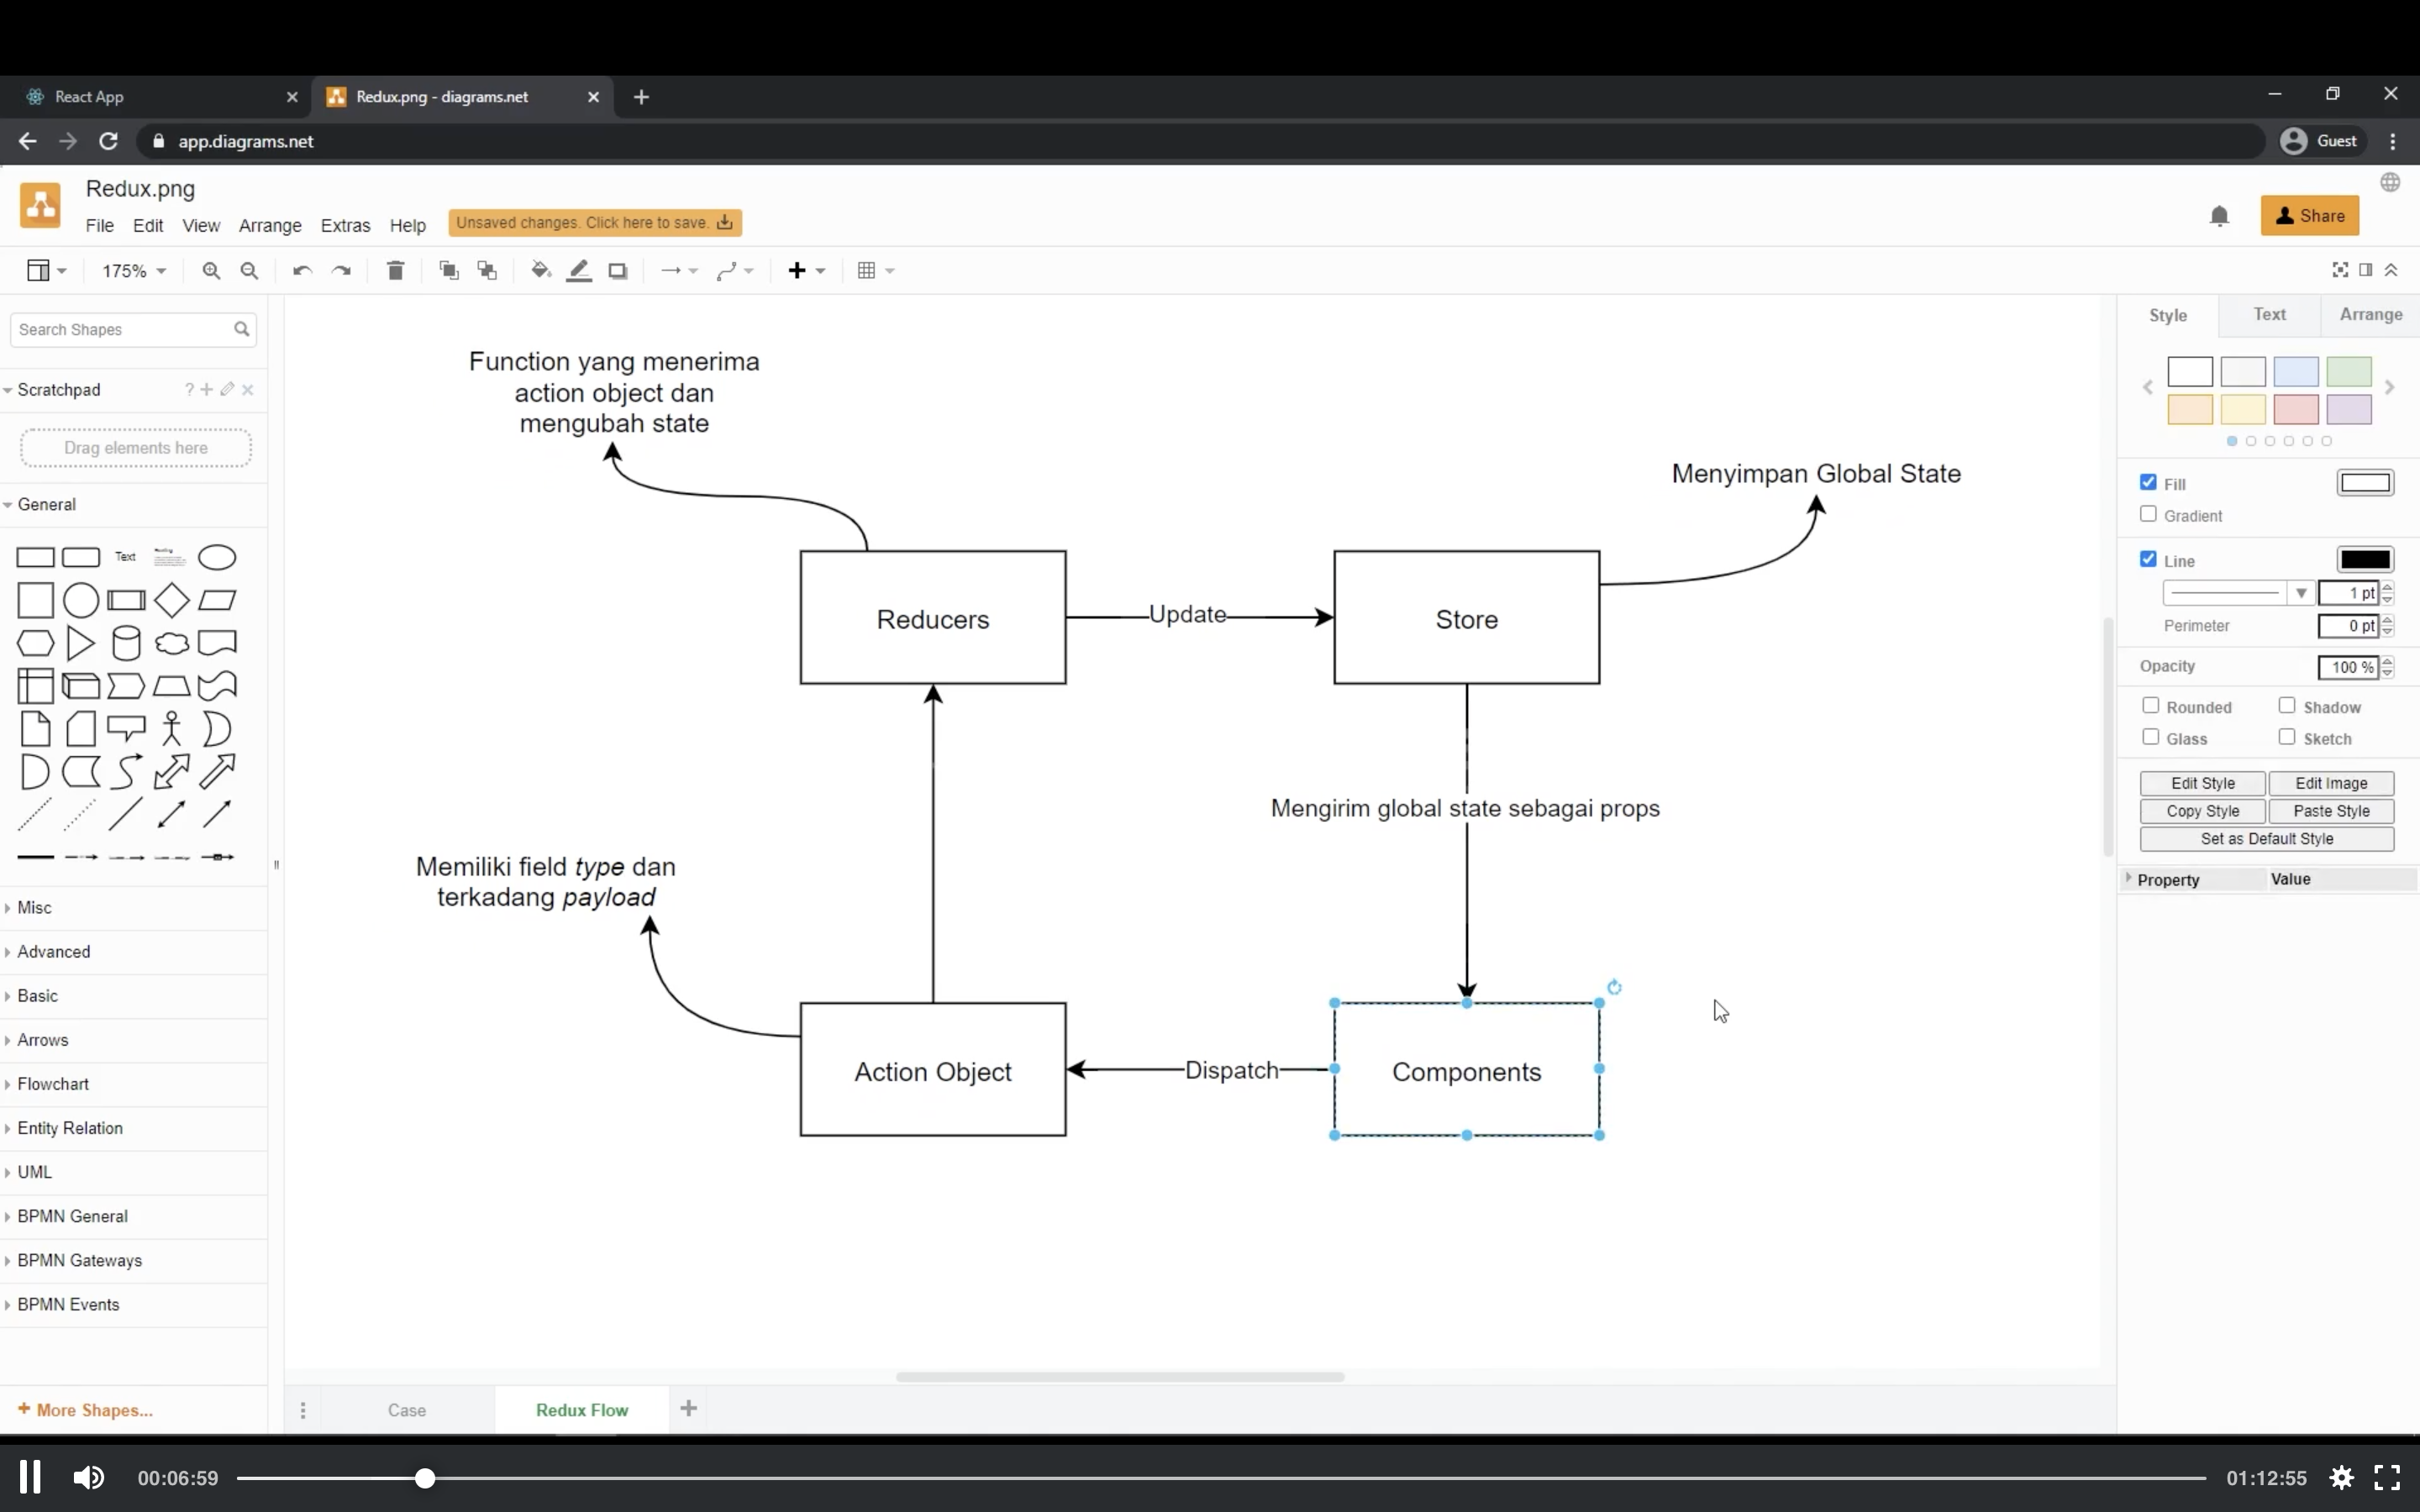 React App
Redux.png - diagrams.net
app.diagrams.net
Guest
Redux.png
File Edit View Arrange Extras Help
Unsaved changes. Click here to save.
Share
175%
Search Shapes
Scratchpad
?
Drag elements here
General
Text
Misc
Advanced
Basic
Arrows
Flowchart
Entity Relation
UML
BPMN General
BPMN Gateways
BPMN Events
+ More Shapes...
Function yang menerima
action object dan
mengubah state
Menyimpan Global State
Reducers
Update
Store
Mengirim global state sebagai props
Memiliki field type dan
terkadang payload
Action Object
Dispatch
Components
Case
Redux Flow
Style Text Arrange
Fill
Gradient
Line
1 pt
Perimeter
0 pt
Opacity
100 %
Rounded Shadow
Glass Sketch
Edit Style Edit Image
Copy Style Paste Style
Set as Default Style
Property Value
00:06:59
01:12:55